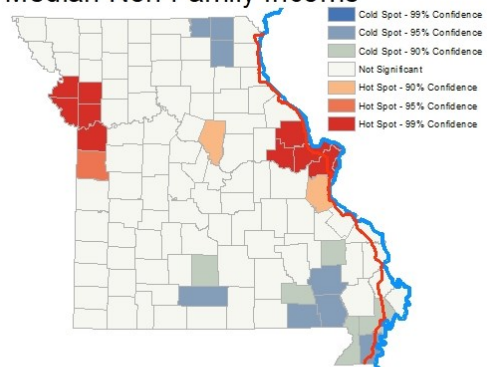 Median Non-Family Income
Cold Spot - 99% Confidence
Cold Spot - 95% Confidence
Cold Spot - 90% Confidence
Not Significant
Hot Spot - 90% Confidence
Hot Spot - 95% Confidence
Hot Spot - 99% Confidence